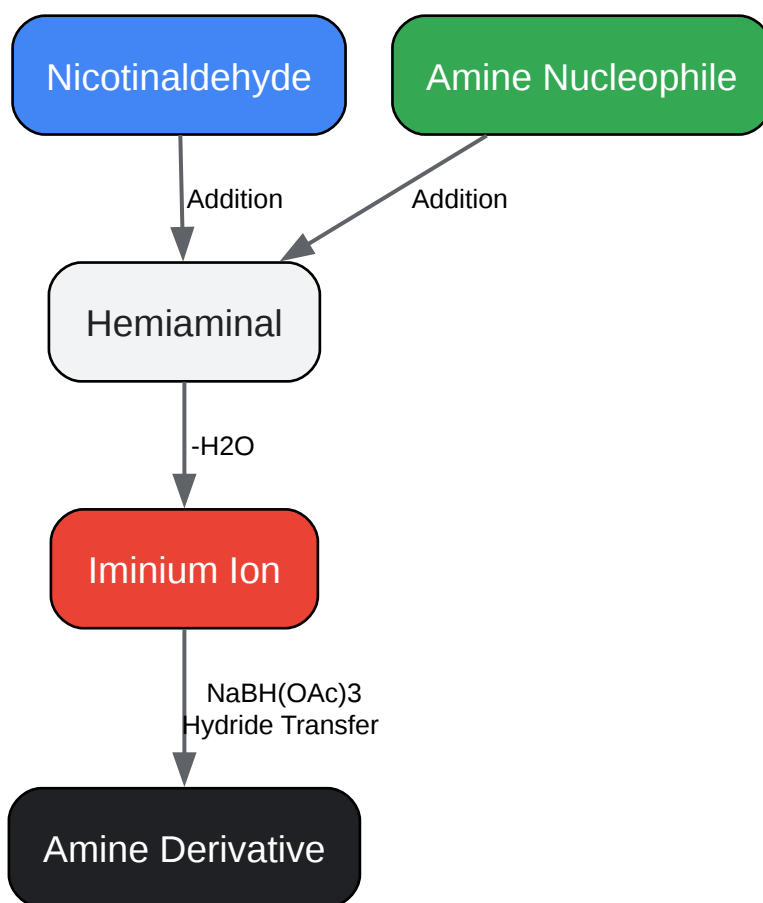 Nicotinaldehyde
Amine Nucleophile
Addition
Addition
Hemiaminal
-H2O
Iminium Ion
NaBH(OAc)3
Hydride Transfer
Amine Derivative